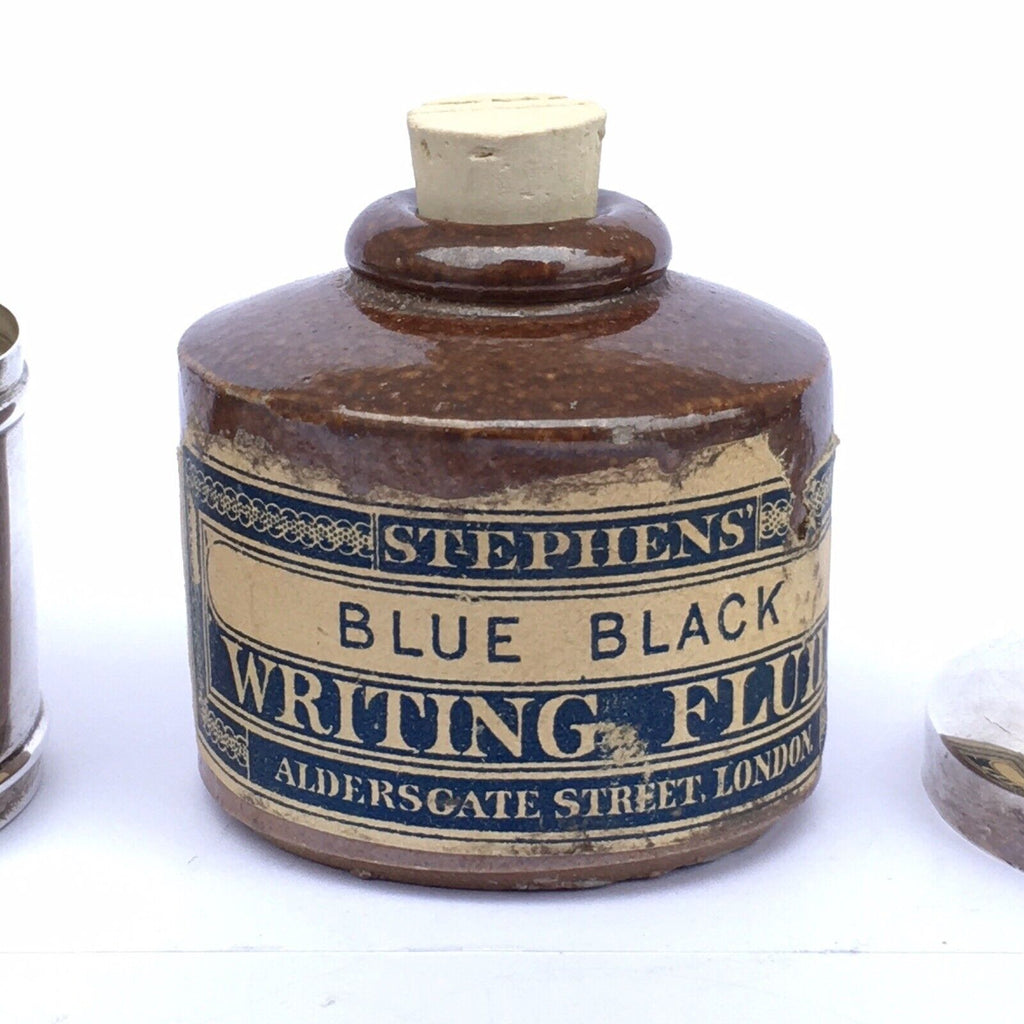 STEPHENS'
BLUE BLACK
WRITING FLUI
ALDERSGATE STREET, LONDON.